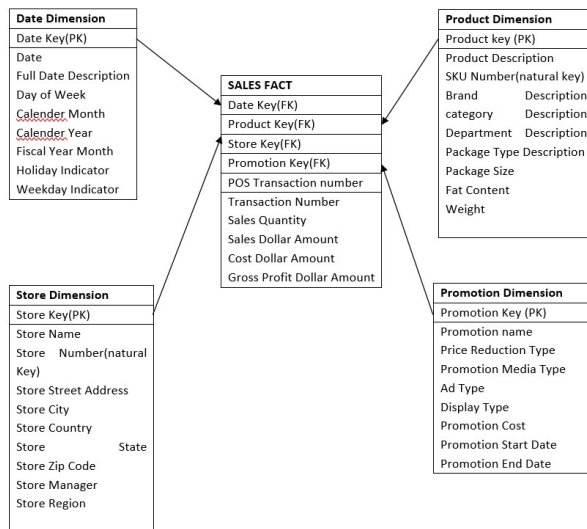 Date Dimension
Date Key(PK)
Date
Full Date Description
Day of Week
Calender Month
Calender Year
Fiscal Year Month
Holiday Indicator
Weekday Indicator
SALES FACT
Date Key(FK)
Product Key(FK)
Store Key(FK)
Promotion Key(FK)
POS Transaction number
Transaction Number
Sales Quantity
Sales Dollar Amount
Cost Dollar Amount
Gross Profit Dollar Amount
Product Dimension
Product key (PK)
Product Description
SKU Number(natural key)
Brand Description
category Description
Department Description
Package Type Description
Package Size
Fat Content
Weight
Store Dimension
Store Key(PK)
Store Name
Store Number(natural
Key)
Store Street Address
Store City
Store Country
Store State
Store Zip Code
Store Manager
Store Region
Promotion Dimension
Promotion Key (PK)
Promotion name
Price Reduction Type
Promotion Media Type
Ad Type
Display Type
Promotion Cost
Promotion Start Date
Promotion End Date